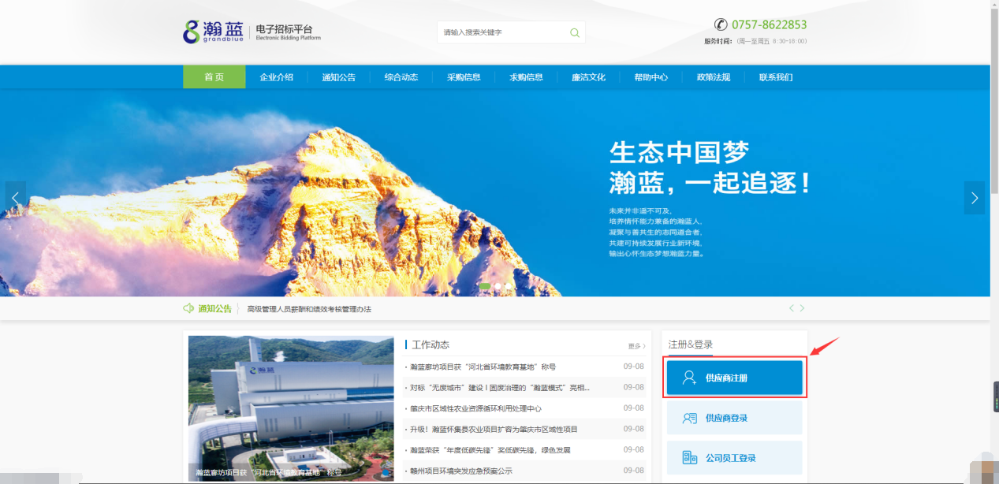 瀚蓝
grandblue
电子招标平台
Electronic Bidding Platform
请输入搜索关键字
0757-8622853
服务时间:(周一至周五 8:30-18:00)
首 页
企业介绍
通知公告
综合动态
采购信息
求购信息
廉洁文化
帮助中心
政策法规
联系我们
生态中国梦
瀚蓝，一起追逐！
未来并非遥不可及，
培养情怀能力兼备的瀚蓝人，
凝聚与善共生的志同道合者，
共建可持续发展行业新环境，
输出心怀生态梦想瀚蓝力量。
通知公告
高级管理人员薪酬和绩效考核管理办法
瀚蓝
瀚蓝廊坊项目获“河北省环境教育基地”称号
工作动态
更多
· 瀚蓝廊坊项目获“河北省环境教育基地”称号 09-08
· 对标“无废城市”建设 | 固废治理的“瀚蓝模式”亮相... 09-08
· 肇庆市区域性农业资源循环利用处理中心 09-08
· 升级！瀚蓝怀集县农业项目扩容为肇庆市区域性项目 09-08
· 瀚蓝荣获“年度低碳先锋”奖低碳先锋，绿色发展 09-08
· 赣州项目环境突发应急预案公示 09-08
注册&登录
供应商注册
供应商登录
公司员工登录